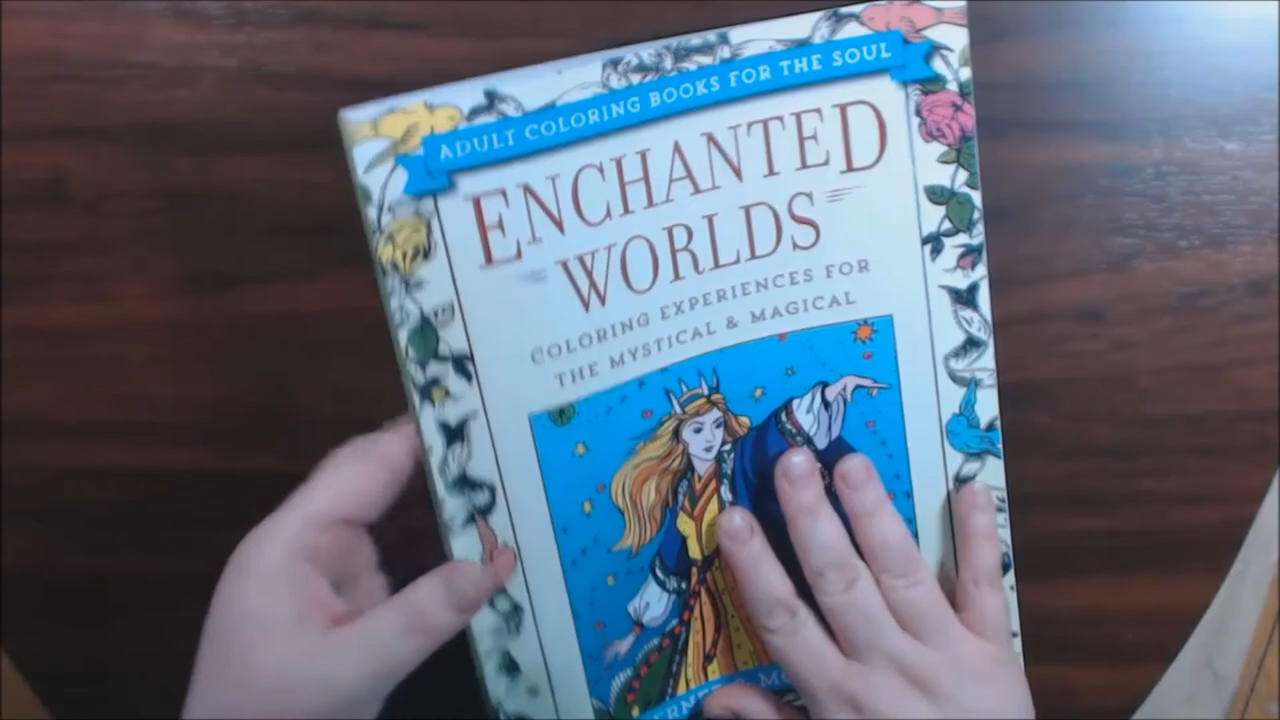 ADULT COLORING BOOKS FOR THE SOUL
ENCHANTED
WORLDS
COLORING EXPERIENCES FOR
THE MYSTICAL & MAGICAL